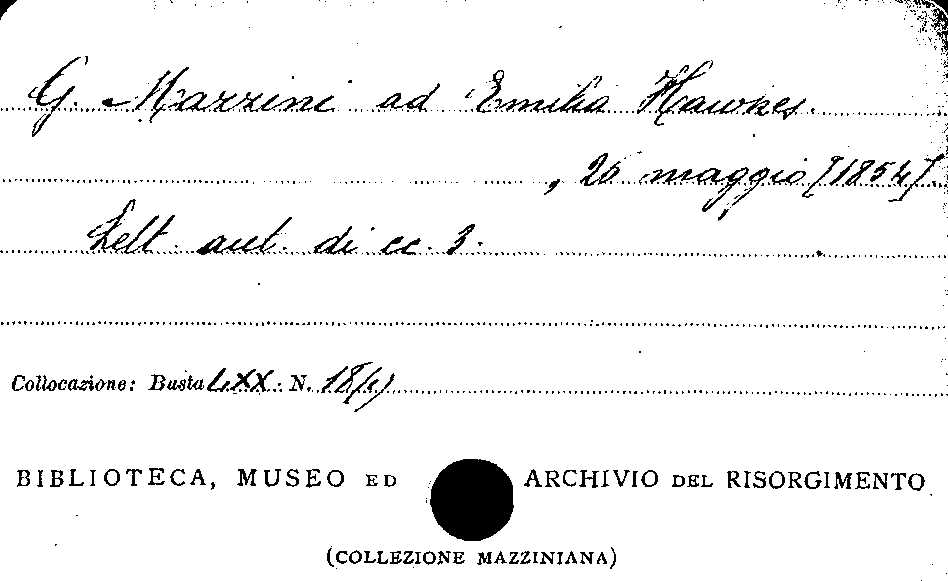 G. Mazzini ad Emilia Hawkes.
, 26 maggio [1854].
Lett. aut. di cc. 3.
Collocazione: Busta LXX. N. 18/
BIBLIOTECA, MUSEO ED ARCHIVIO DEL RISORGIMENTO
(COLLEZIONE MAZZINIANA)